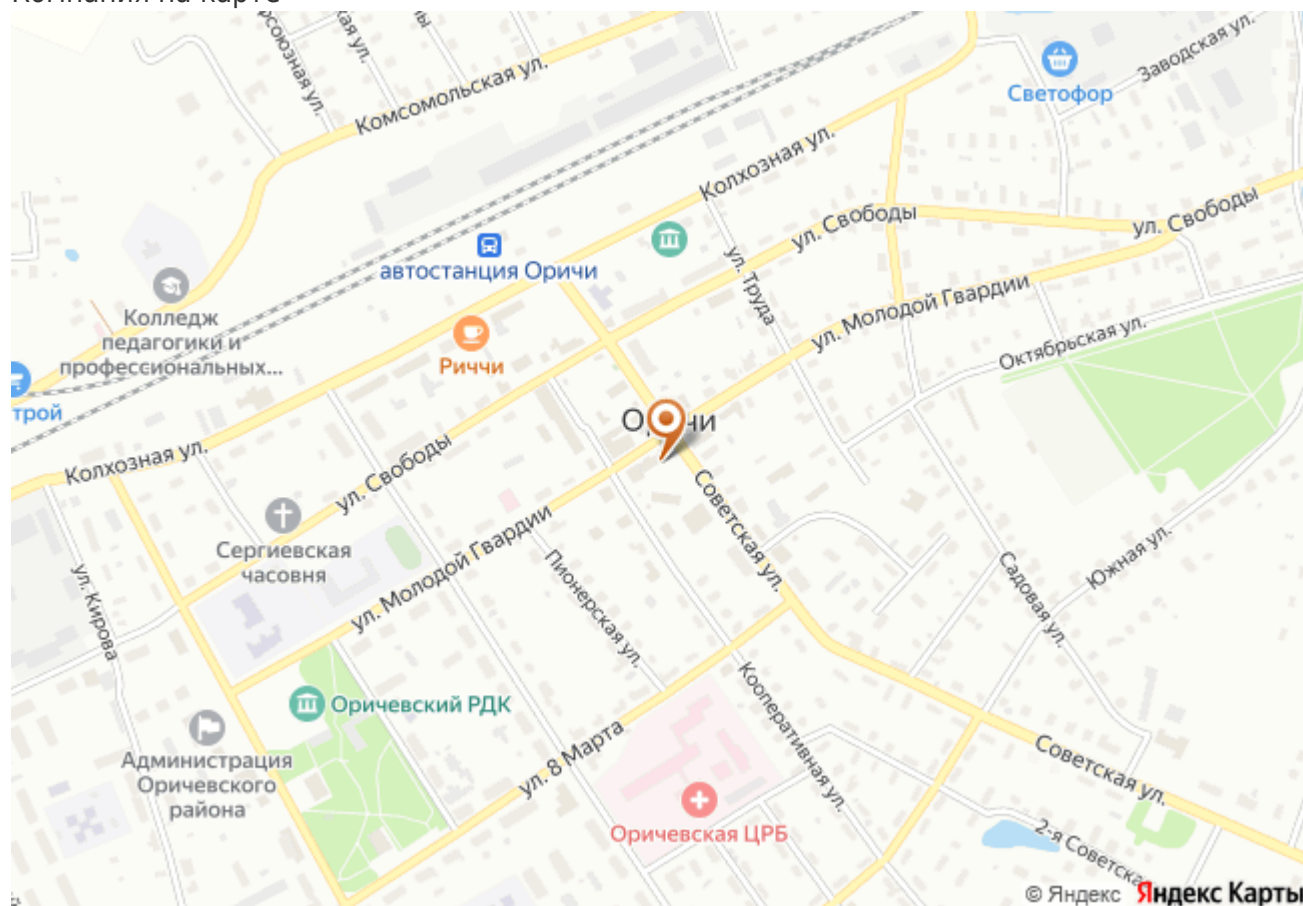 Компания на карте
Комсомольская ул.
Светофор
Заводская ул.
Колхозная ул.
ул. Свободы
ул. Свободы
автостанция Оричи
ул. Труда
ул. Молодой Гвардии
Колледж
педагогики и
профессиональных...
Риччи
Октябрьская ул.
трой
Колхозная ул.
ул. Свободы
Сергиевская
часовня
Советская ул.
ул. Молодой Гвардии
Пионерская ул.
ул. Кирова
Садовая ул.
Южная ул.
Оричевский РДК
Кооперативная ул.
Администрация
Оричевского
района
ул. 8 Марта
Советская ул.
Оричевская ЦРБ
2-я Советская
© Яндекс Яндекс Карты